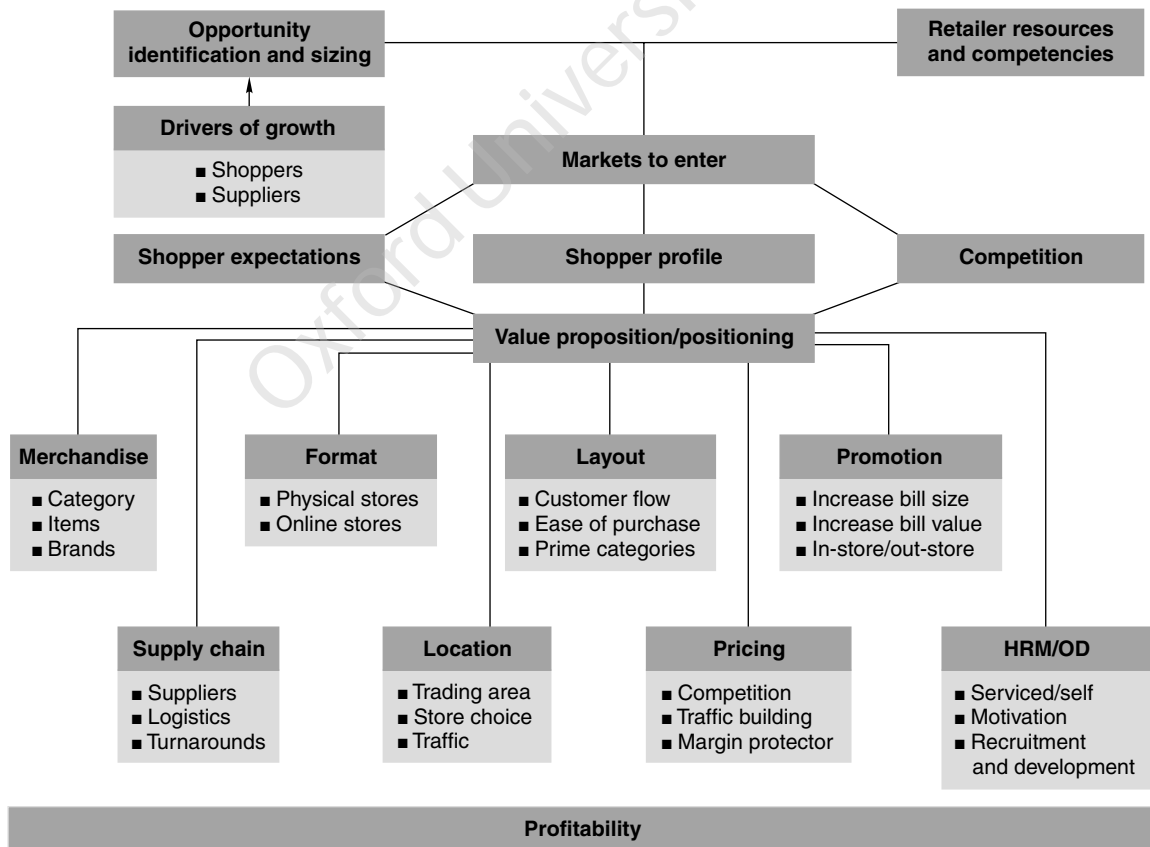 Opportunity
identification and sizing
Retailer resources
and competencies
Drivers of growth
■ Shoppers
■ Suppliers
Markets to enter
Shopper expectations
Shopper profile
Competition
Value proposition/positioning
Merchandise
■ Category
■ Items
■ Brands
Format
■ Physical stores
■ Online stores
Layout
■ Customer flow
■ Ease of purchase
■ Prime categories
Promotion
■ Increase bill size
■ Increase bill value
■ In-store/out-store
Supply chain
■ Suppliers
■ Logistics
■ Turnarounds
Location
■ Trading area
■ Store choice
■ Traffic
Pricing
■ Competition
■ Traffic building
■ Margin protector
HRM/OD
■ Serviced/self
■ Motivation
■ Recruitment
and development
Profitability
Oxford